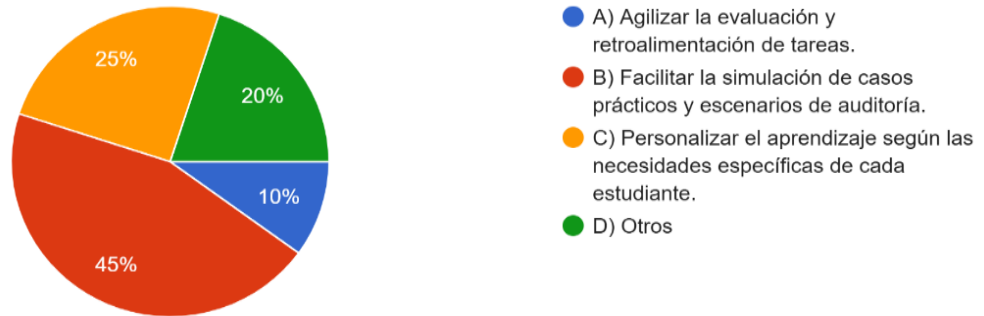 25%
20%
10%
45%
A) Agilizar la evaluación y
retroalimentación de tareas.
B) Facilitar la simulación de casos
prácticos y escenarios de auditoría.
C) Personalizar el aprendizaje según las
necesidades específicas de cada
estudiante.
D) Otros